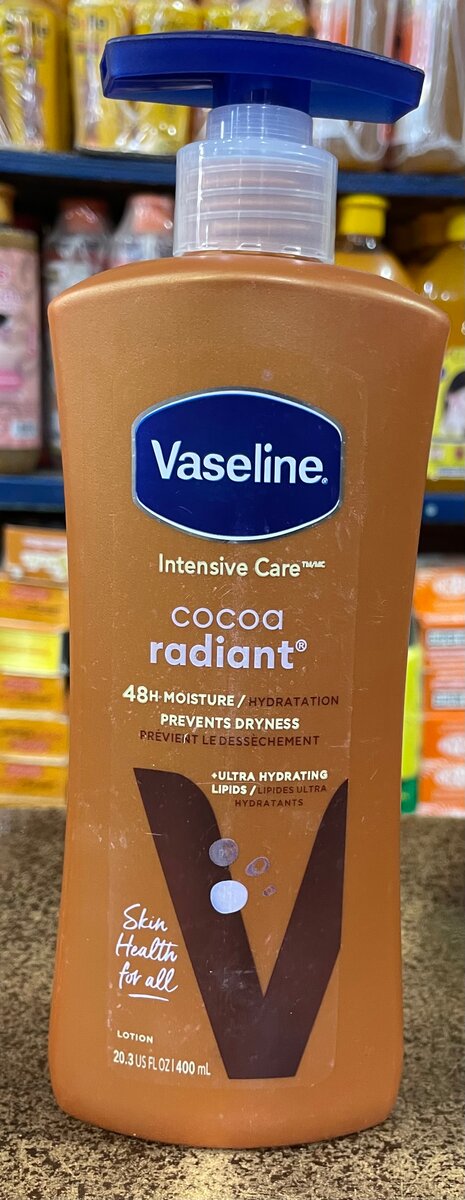 Vaseline®
Intensive Care™/MC
cocoa
radiant®
48H MOISTURE / HYDRATATION
PREVENTS DRYNESS
PRÉVIENT LE DESSÈCHEMENT
+ULTRA HYDRATING
LIPIDS / LIPIDES ULTRA
HYDRATANTS
Skin
Health
for all
LOTION
20.3 US FL OZ | 400 mL